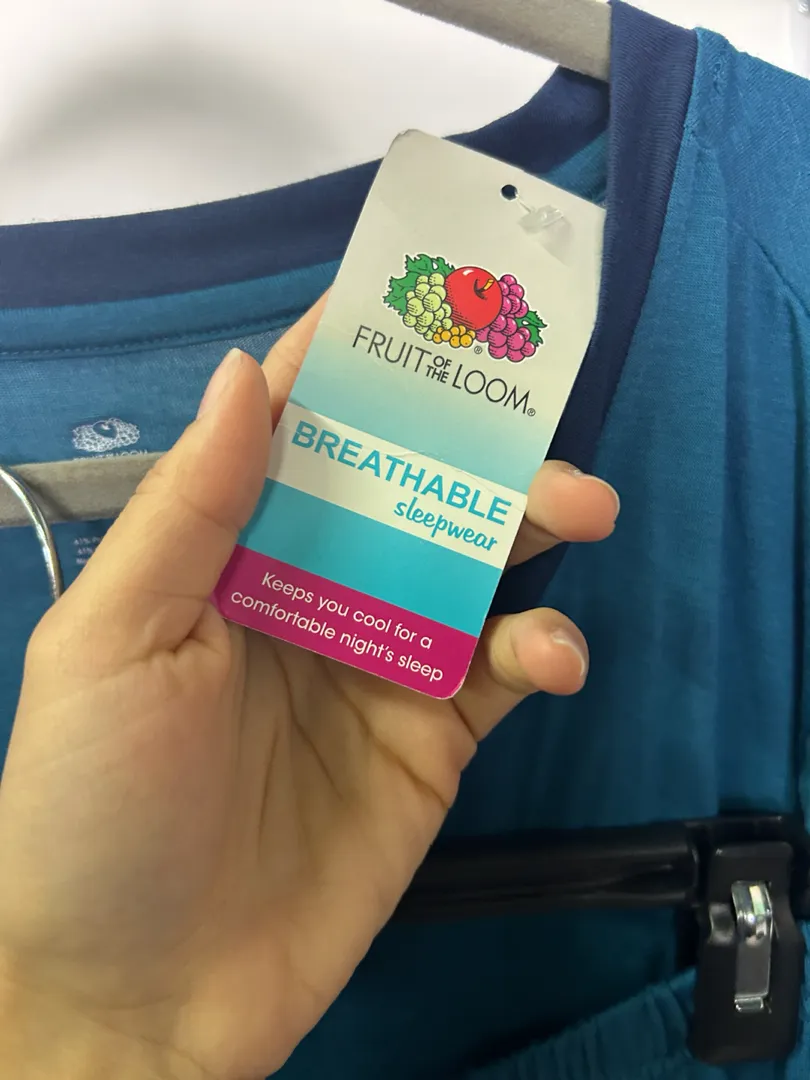 FRUIT OF THE LOOM®
BREATHABLE
sleepwear
Keeps you cool for a
comfortable night's sleep